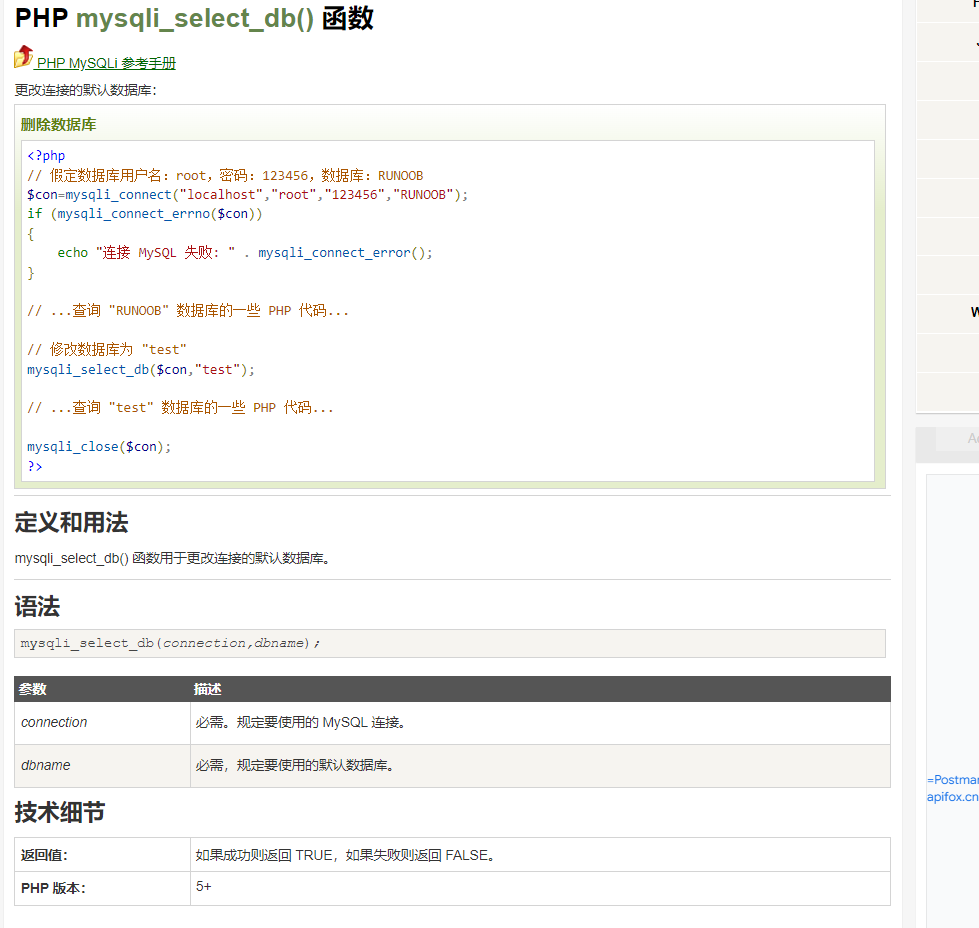 PHP mysqli_select_db() 函数
PHP MySQLi 参考手册
更改连接的默认数据库：
删除数据库
<?php
// 假定数据库用户名：root，密码：123456，数据库：RUNOOB
$con=mysqli_connect("localhost","root","123456","RUNOOB");
if (mysqli_connect_errno($con))
{
    echo "连接 MySQL 失败: " . mysqli_connect_error();
}
// ...查询 "RUNOOB" 数据库的一些 PHP 代码...
// 修改数据库为 "test"
mysqli_select_db($con,"test");
// ...查询 "test" 数据库的一些 PHP 代码...
mysqli_close($con);
?>
定义和用法
mysqli_select_db() 函数用于更改连接的默认数据库。
语法
mysqli_select_db(connection,dbname);
参数 描述
connection 必需。规定要使用的 MySQL 连接。
dbname 必需，规定要使用的默认数据库。
技术细节
返回值： 如果成功则返回 TRUE，如果失败则返回 FALSE。
PHP 版本： 5+
=Postma
apifox.cn